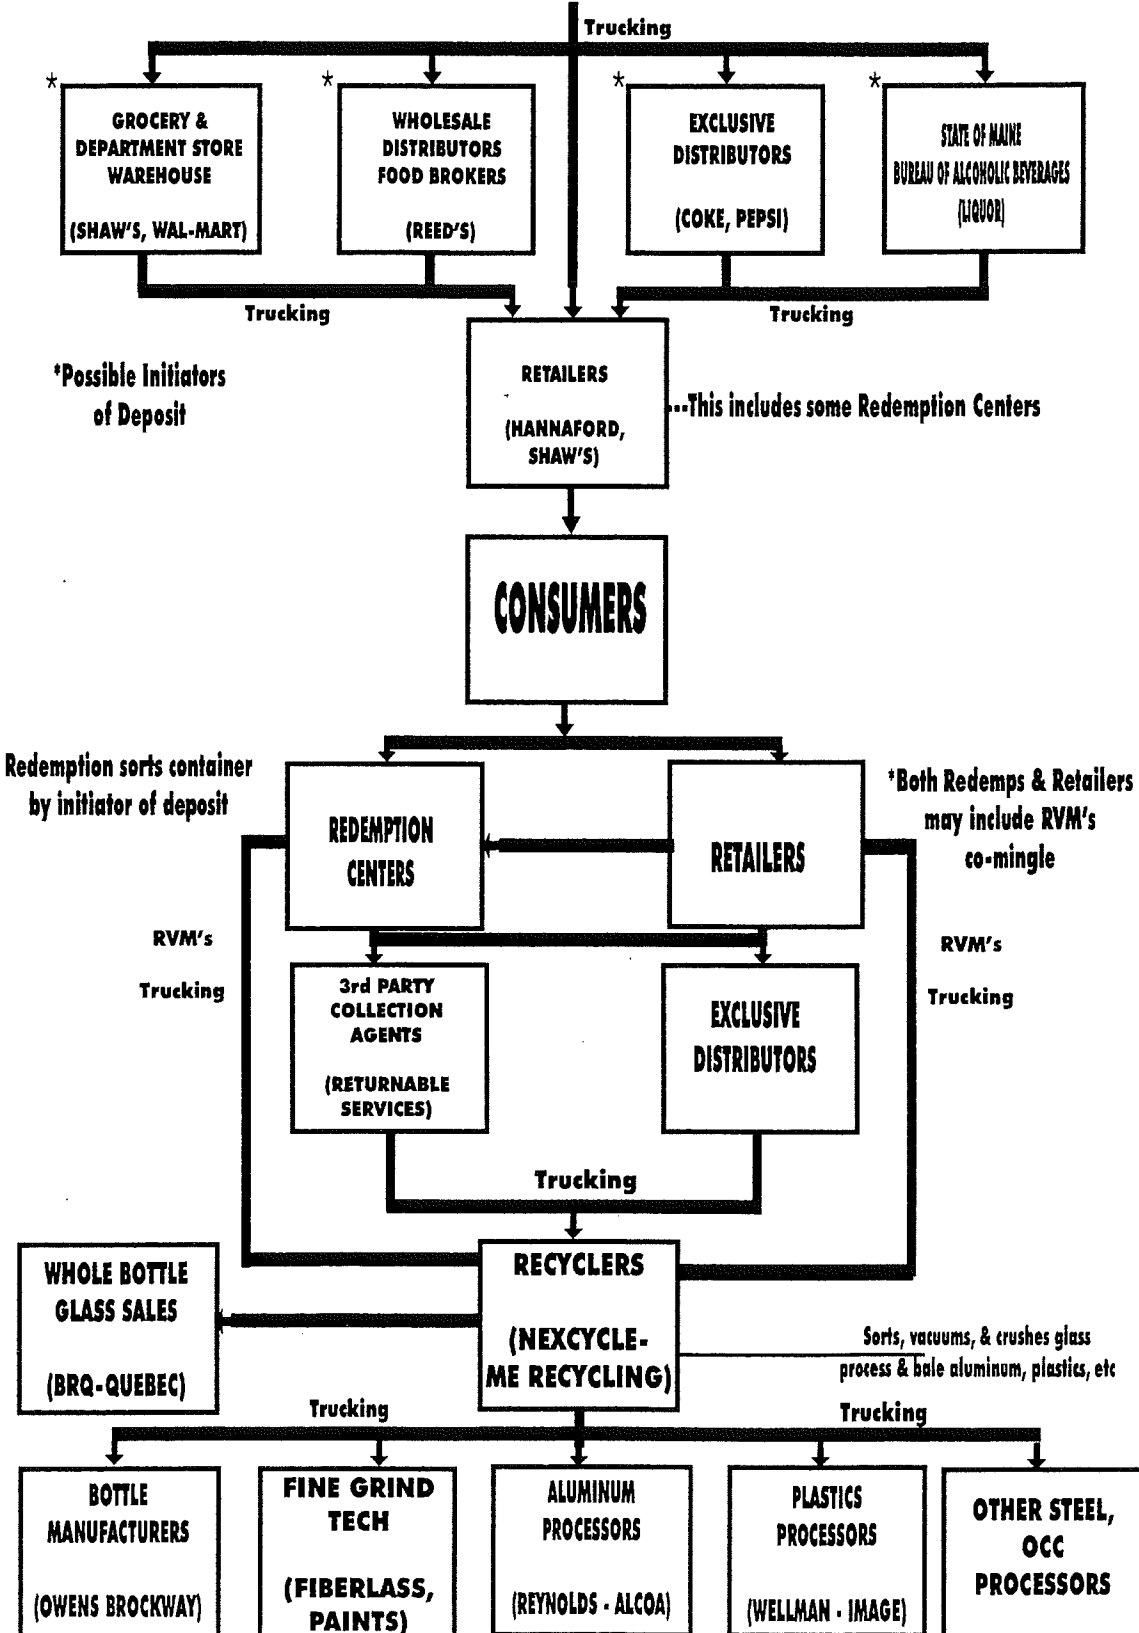 Trucking
*
GROCERY &
DEPARTMENT STORE
WAREHOUSE
(SHAW'S, WAL-MART)
*
WHOLESALE
DISTRIBUTORS
FOOD BROKERS
(REED'S)
*
EXCLUSIVE
DISTRIBUTORS
(COKE, PEPSI)
*
STATE OF MAINE
BUREAU OF ALCOHOLIC BEVERAGES
(LIQUOR)
Trucking
Trucking
*Possible Initiators
of Deposit
RETAILERS
(HANNAFORD,
SHAW'S)
...This includes some Redemption Centers
CONSUMERS
Redemption sorts container
by initiator of deposit
REDEMPTION
CENTERS
RETAILERS
*Both Redemps & Retailers
may include RVM's
co-mingle
RVM's
Trucking
RVM's
Trucking
3rd PARTY
COLLECTION
AGENTS
(RETURNABLE
SERVICES)
EXCLUSIVE
DISTRIBUTORS
Trucking
WHOLE BOTTLE
GLASS SALES
(BRQ-QUEBEC)
RECYCLERS
(NEXCYCLE-
ME RECYCLING)
Sorts, vacuums, & crushes glass
process & bale aluminum, plastics, etc
Trucking
Trucking
BOTTLE
MANUFACTURERS
(OWENS BROCKWAY)
FINE GRIND
TECH
(FIBERLASS,
PAINTS)
ALUMINUM
PROCESSORS
(REYNOLDS - ALCOA)
PLASTICS
PROCESSORS
(WELLMAN - IMAGE)
OTHER STEEL,
OCC
PROCESSORS